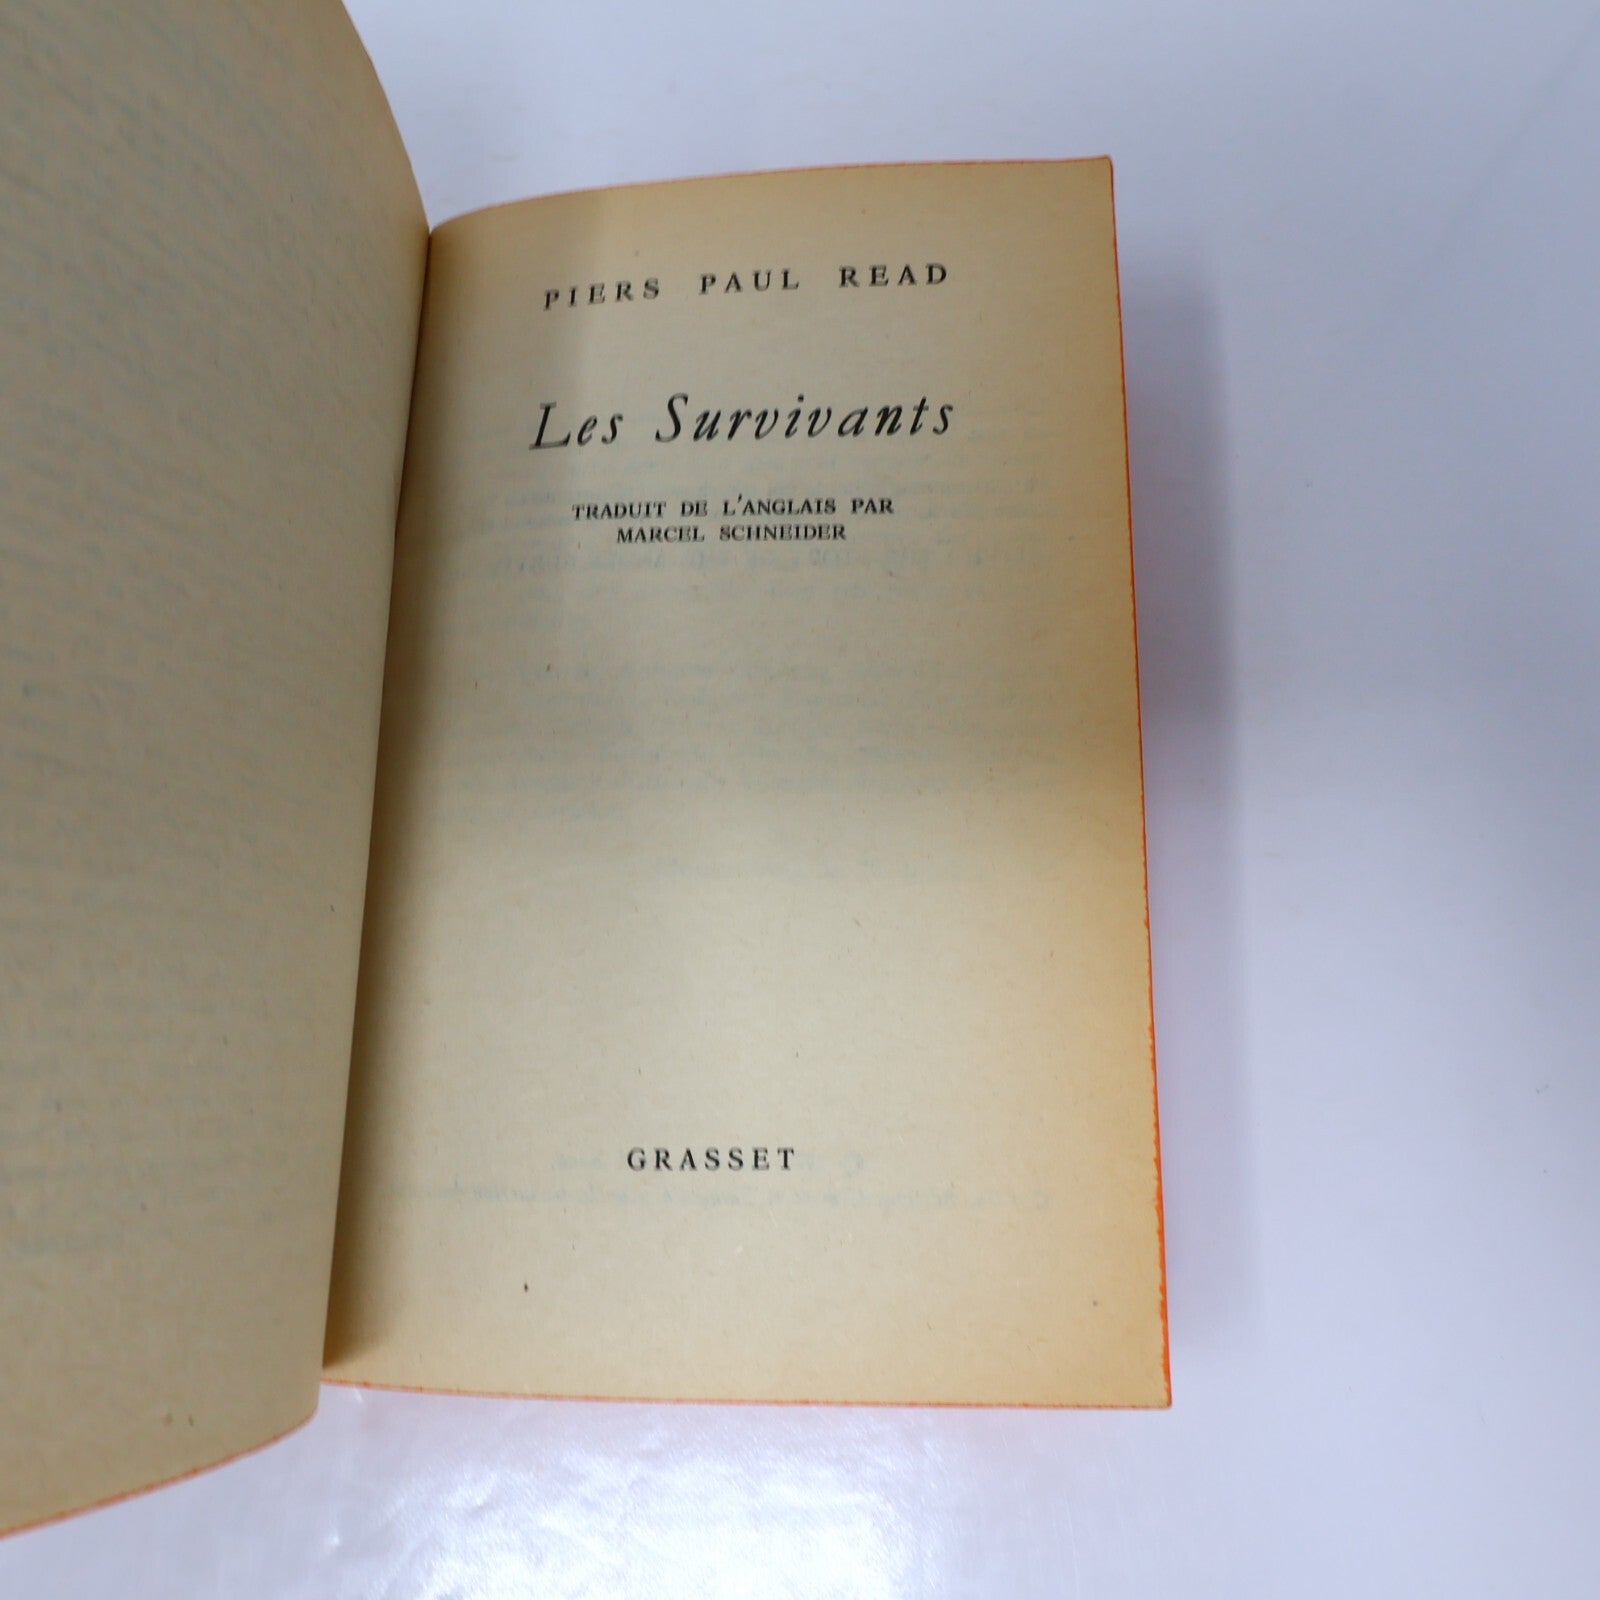 PIERS PAUL READ
Les Survivants
TRADUIT DE L'ANGLAIS PAR
MARCEL SCHNEIDER
GRASSET